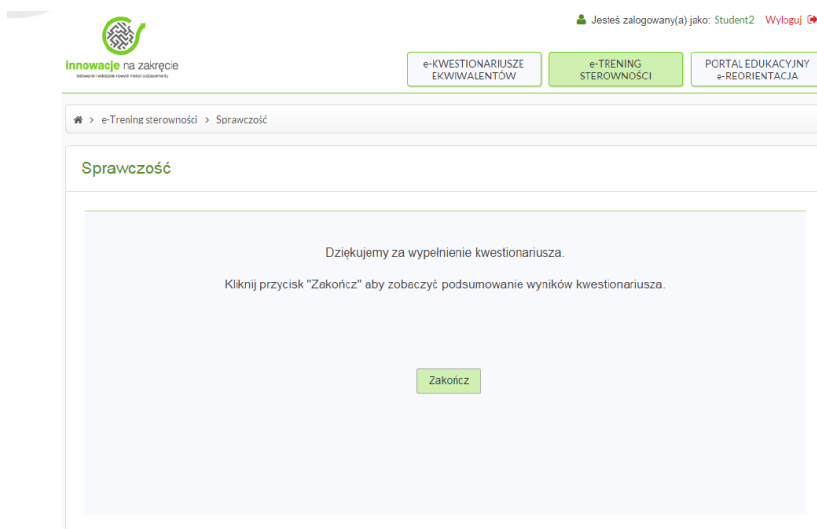 Jesteś zalogowany(a) jako: Student2 Wyloguj
innowacje na zakręcie
e-KWESTIONARIUSZE EKWIWALENTÓW
e-TRENING STEROWNOŚCI
PORTAL EDUKACYJNY e-REORIENTACJA
e-Trening sterowności > Sprawczość
Sprawczość
Dziękujemy za wypełnienie kwestionariusza.
Kliknij przycisk "Zakończ" aby zobaczyć podsumowanie wyników kwestionariusza.
Zakończ